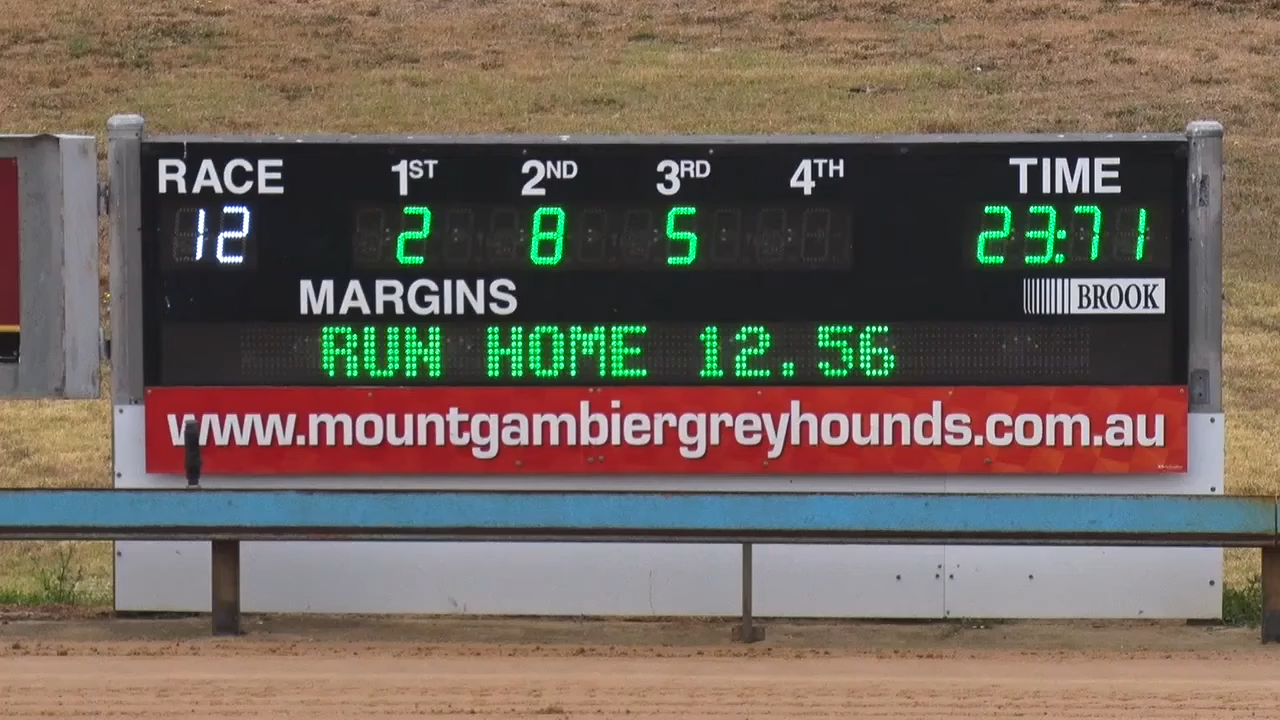 RACE 1ST 2ND 3RD 4TH TIME
12 2 8 5 23:71
MARGINS BROOK
RUN HOME 12.56
www.mountgambiergreyhounds.com.au